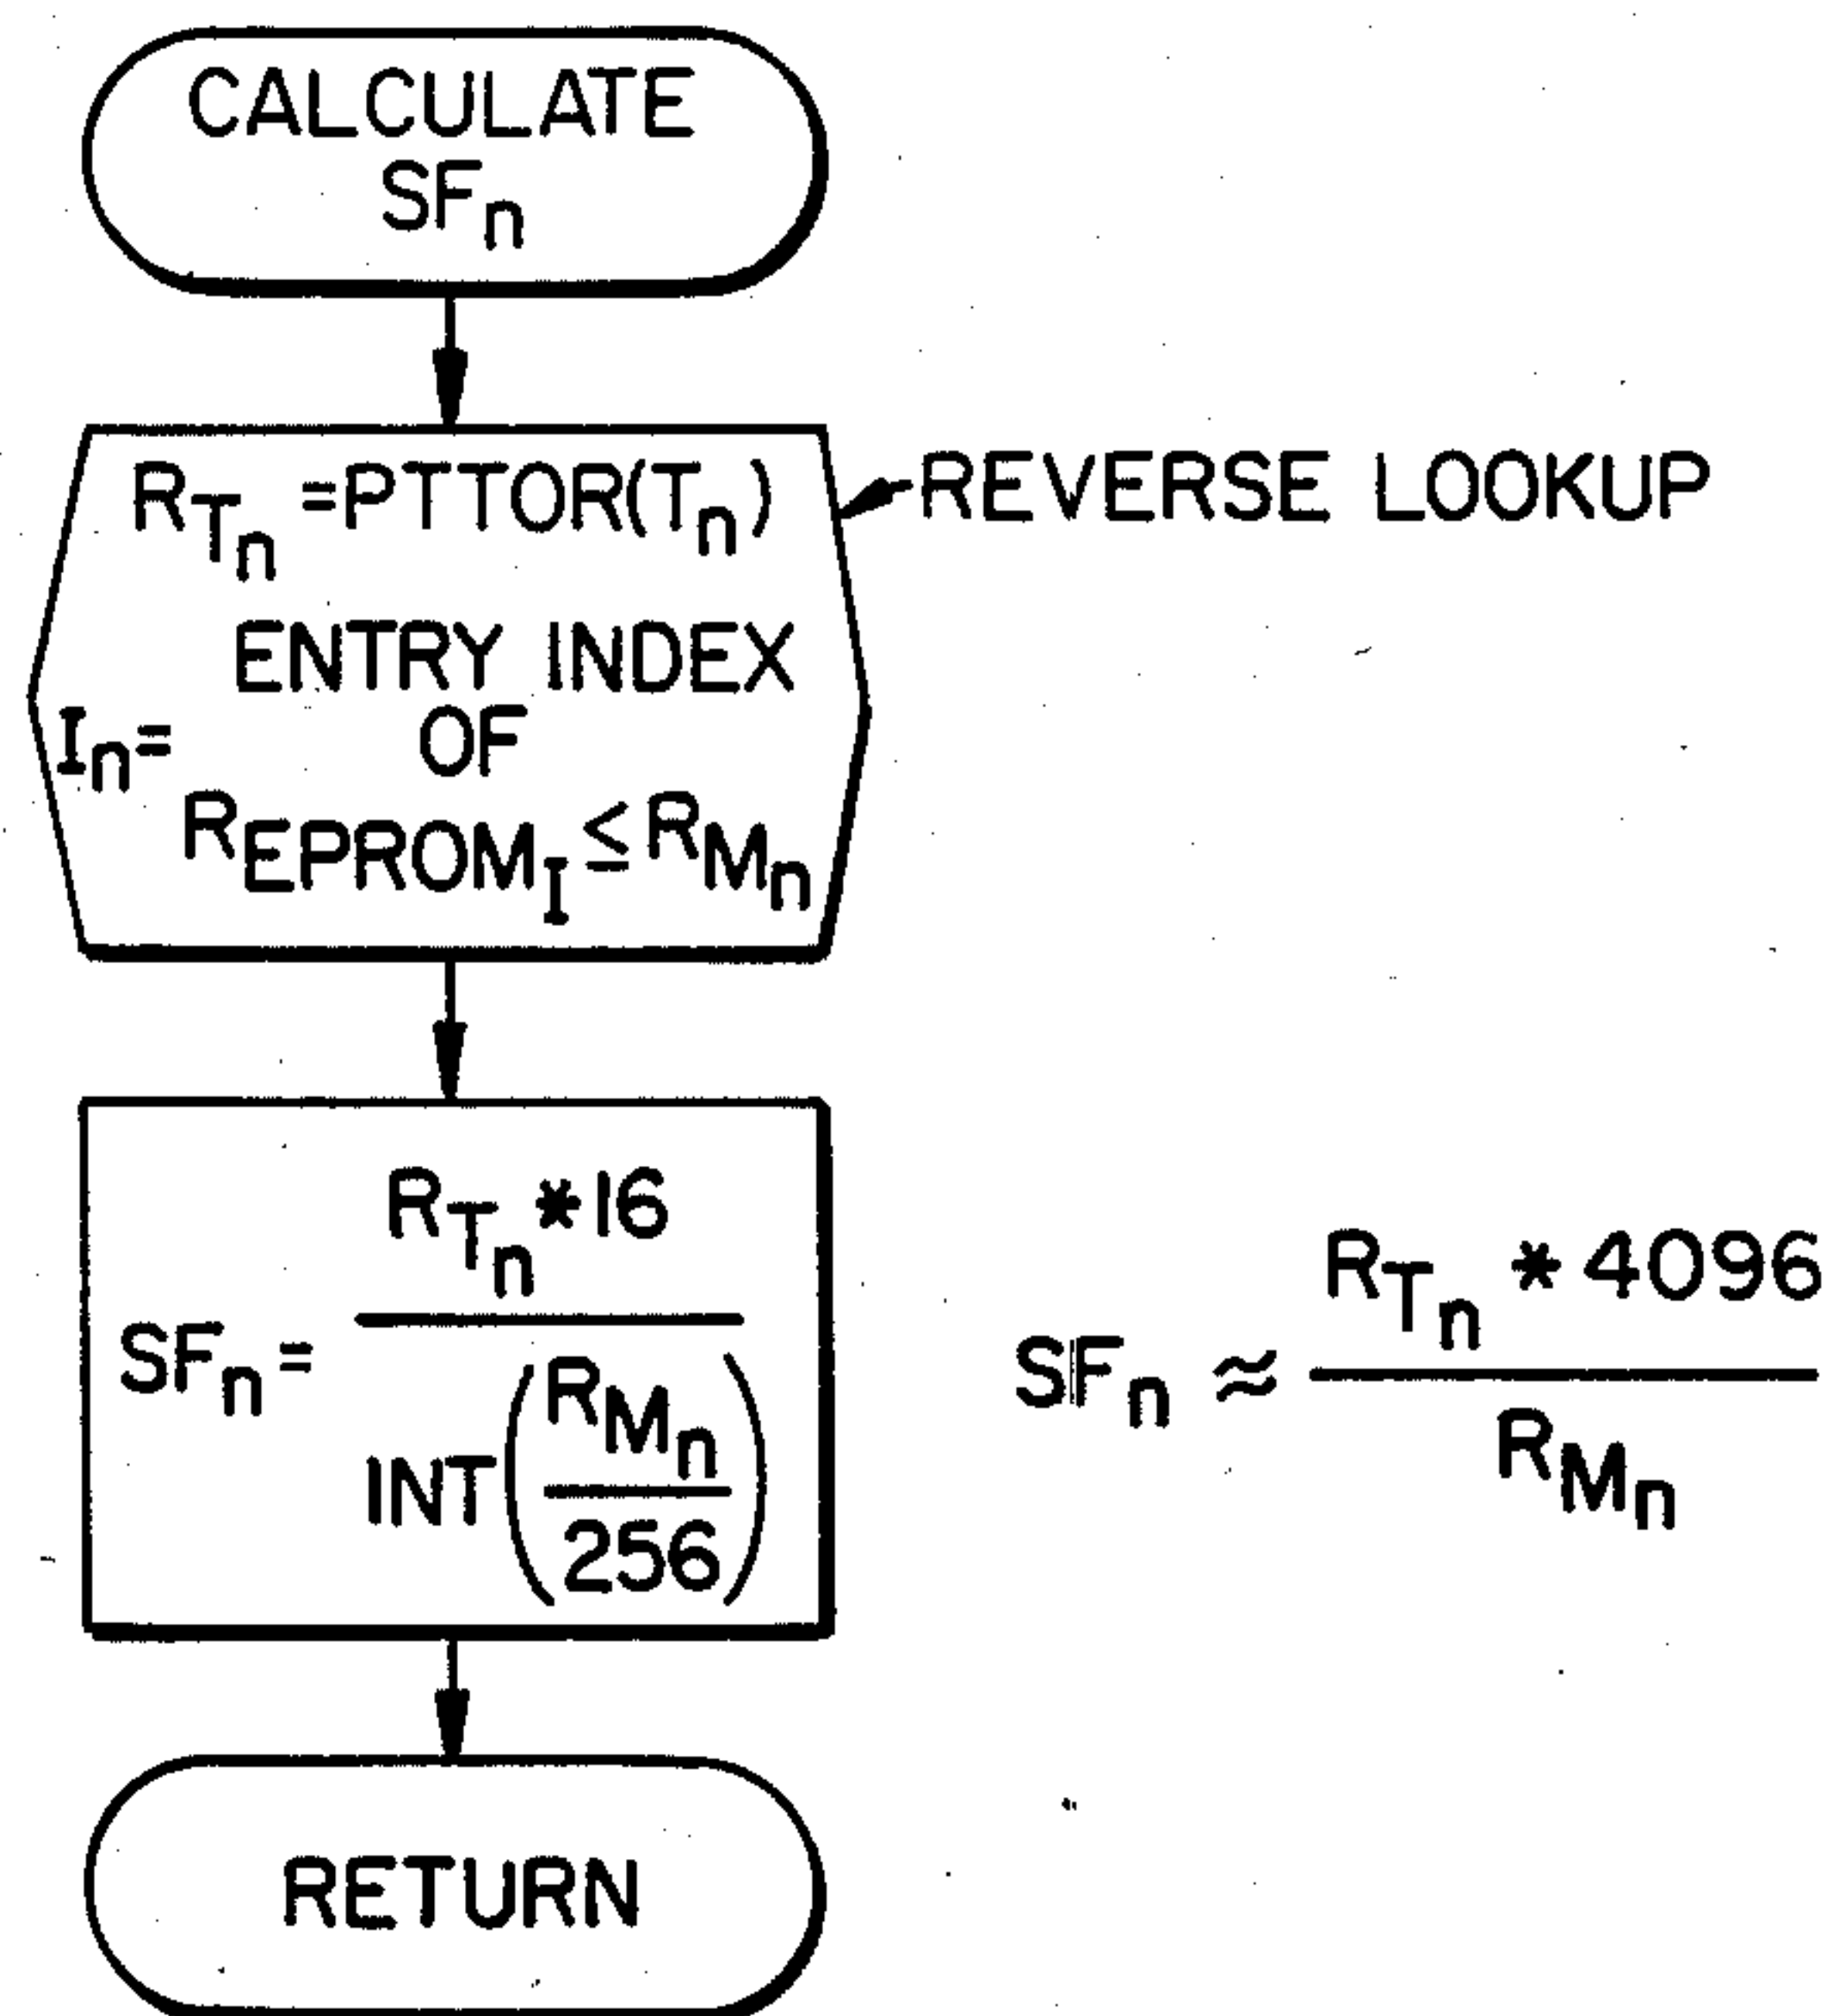 CALCULATE
SFn
RTn =PTTOR(Tn)
REVERSE LOOKUP
ENTRY INDEX
In= OF
REPROMI ≤ RMn
RTn *16
SFn=
INT(RMn
256)
RTn *4096
SFn ≈
RMn
RETURN